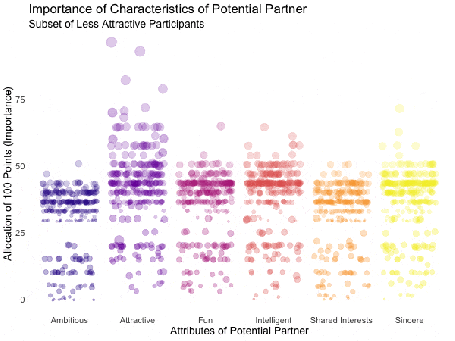 Importance of Characteristics of Potential Partner
Subset of Less Attractive Participants
Allocation of 100 Points (Importance)
75
50
25
0
Ambitious Attractive Fun Intelligent Shared Interests Sincere
Attributes of Potential Partner